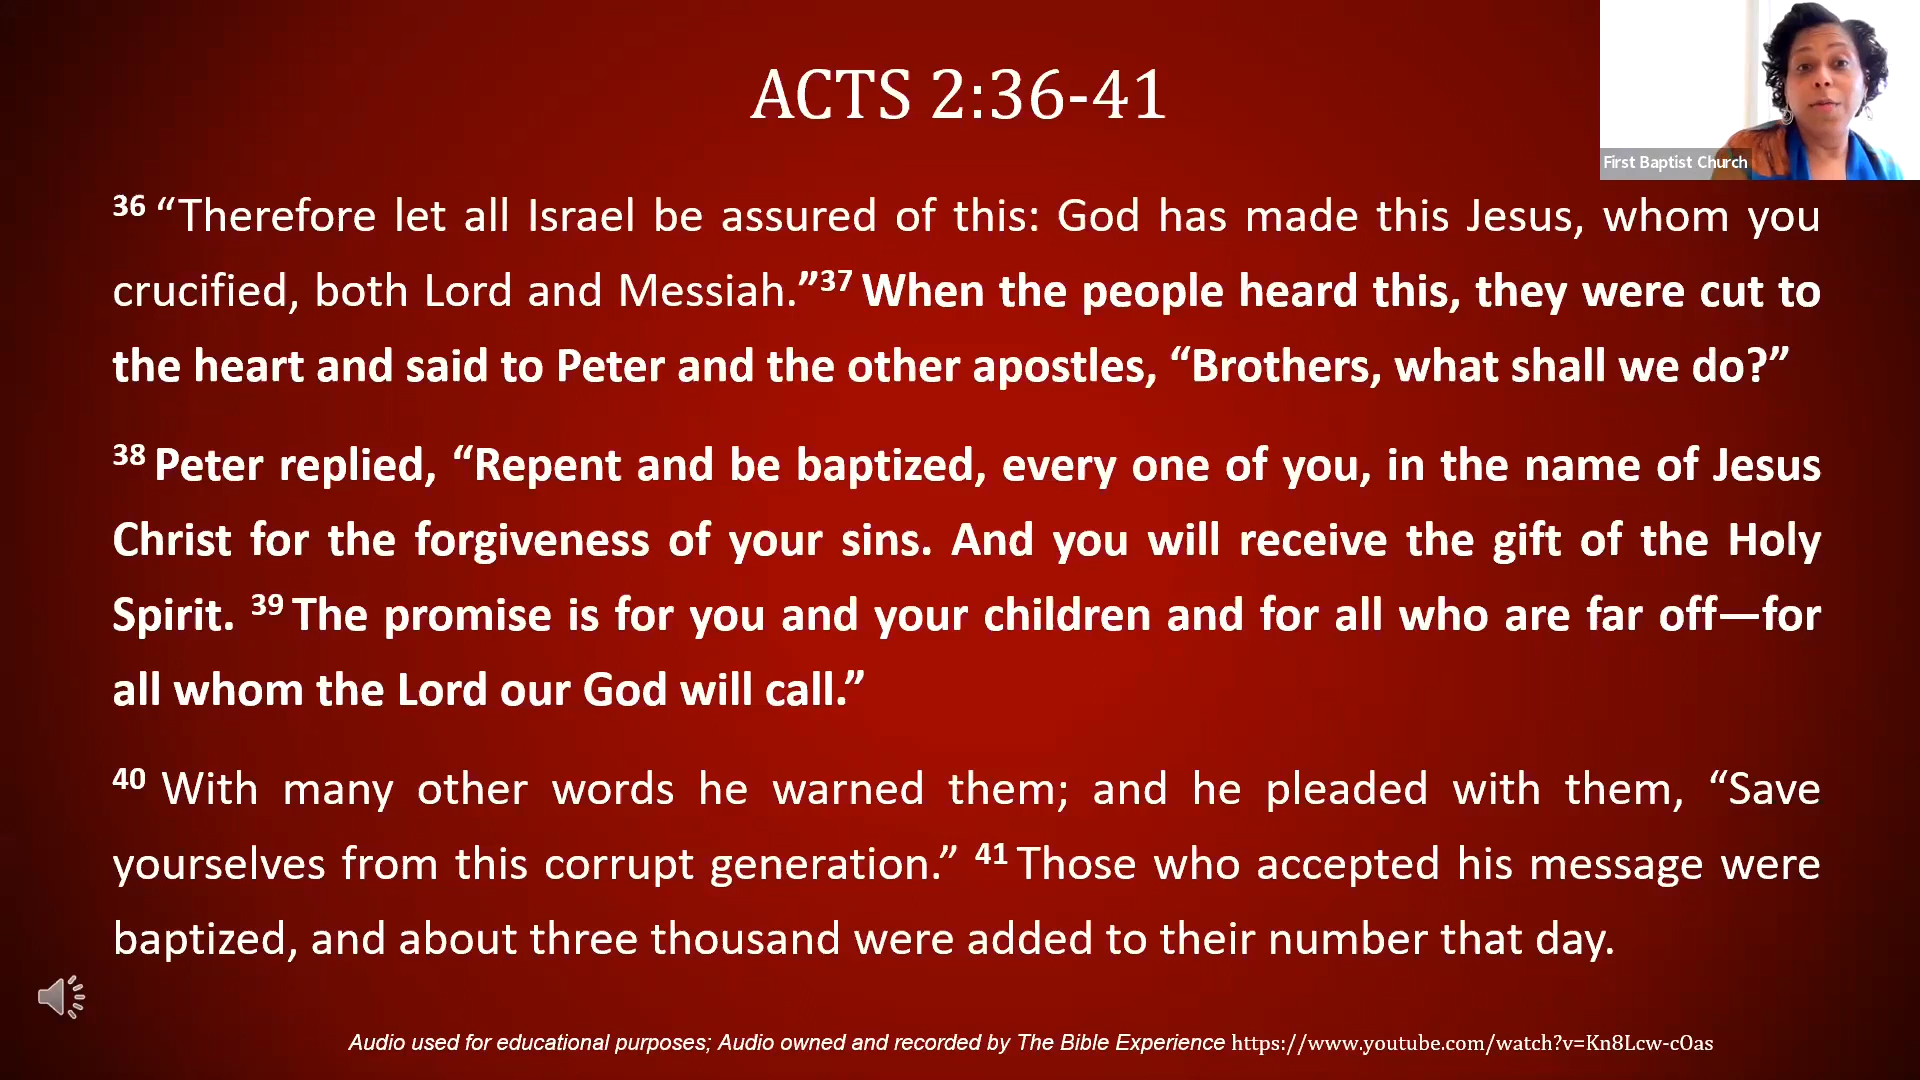 ACTS 2:36-41
First Baptist Church
36 “Therefore let all Israel be assured of this: God has made this Jesus, whom you
crucified, both Lord and Messiah.”37 When the people heard this, they were cut to
the heart and said to Peter and the other apostles, “Brothers, what shall we do?”
38 Peter replied, “Repent and be baptized, every one of you, in the name of Jesus
Christ for the forgiveness of your sins. And you will receive the gift of the Holy
Spirit. 39 The promise is for you and your children and for all who are far off—for
all whom the Lord our God will call.”
40 With many other words he warned them; and he pleaded with them, “Save
yourselves from this corrupt generation.” 41 Those who accepted his message were
baptized, and about three thousand were added to their number that day.
Audio used for educational purposes; Audio owned and recorded by The Bible Experience https://www.youtube.com/watch?v=Kn8Lcw-cOas